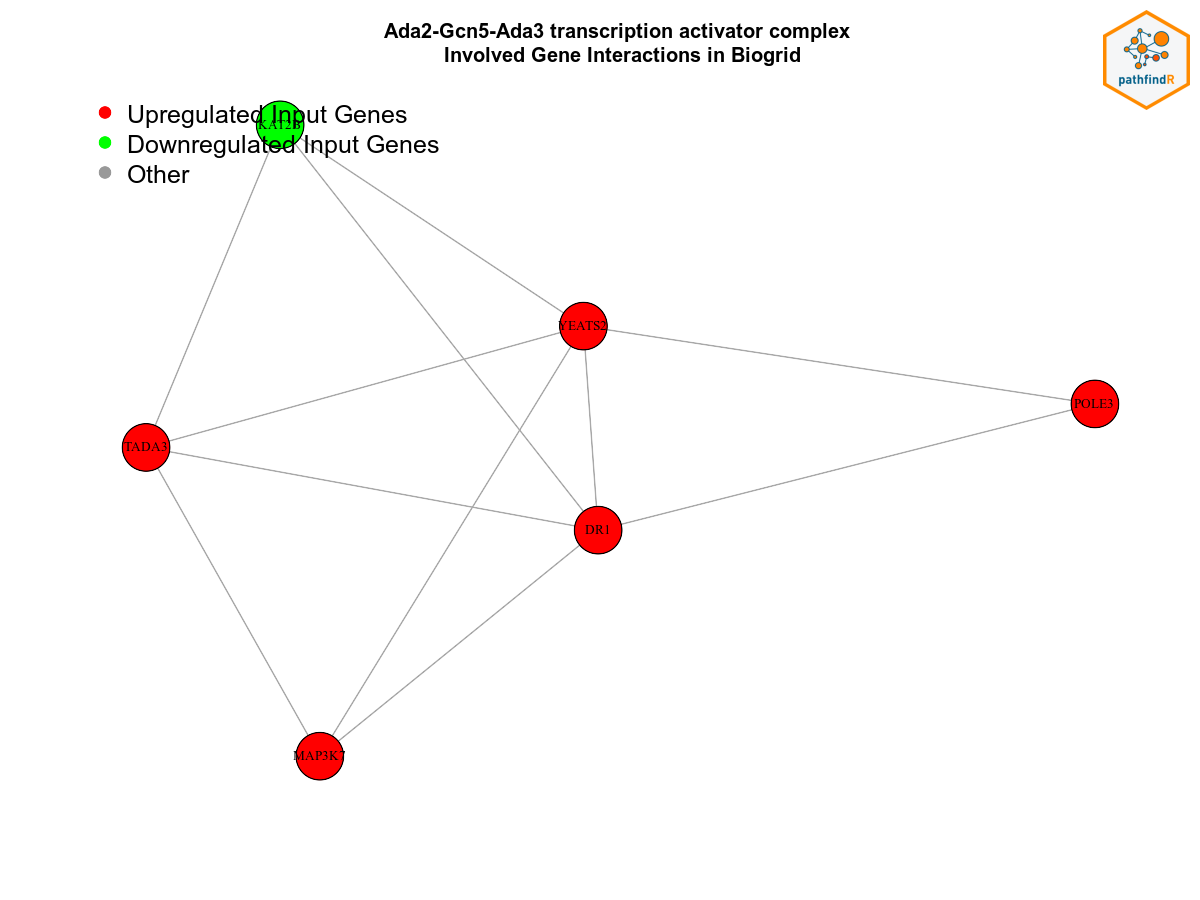 Ada2-Gcn5-Ada3 transcription activator complex
Involved Gene Interactions in Biogrid
pathfindR
Upregulated Input Genes
KAT2B
Downregulated Input Genes
Other
YEATS2
POLE3
TADA3
DR1
MAP3K7